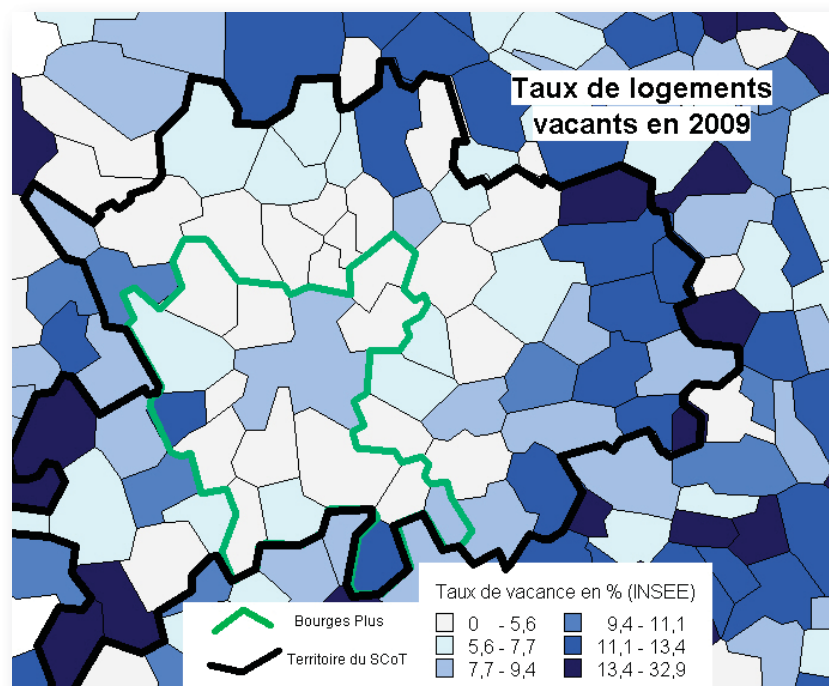 Taux de logements
vacants en 2009
Bourges Plus
Territoire du SCoT
Taux de vacance en % (INSEE)
0 - 5,6
5,6 - 7,7
7,7 - 9,4
9,4 - 11,1
11,1 - 13,4
13,4 - 32,9